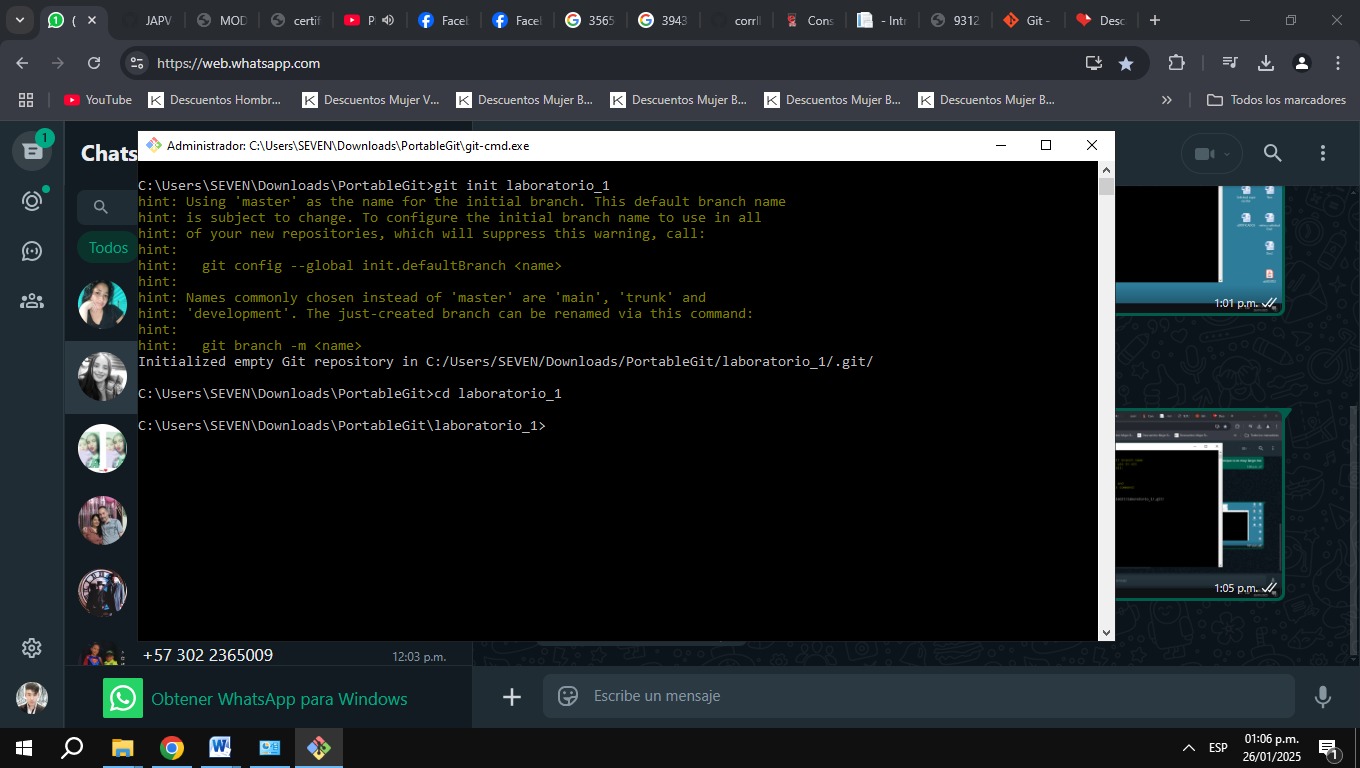 (
JAPV
MOD
certif
P
Faceb
Faceb
3565
3943
corrli
Cons
- Intr
9312
Git -
Desc
https://web.whatsapp.com
YouTube
Descuentos Hombr...
Descuentos Mujer V...
Descuentos Mujer B...
Descuentos Mujer B...
Descuentos Mujer B...
Descuentos Mujer B...
Todos los marcadores
1
Chats
Todos
Administrador: C:\Users\SEVEN\Downloads\PortableGit\git-cmd.exe
C:\Users\SEVEN\Downloads\PortableGit>git init laboratorio_1
hint: Using 'master' as the name for the initial branch. This default branch name
hint: is subject to change. To configure the initial branch name to use in all
hint: of your new repositories, which will suppress this warning, call:
hint:
hint:   git config --global init.defaultBranch <name>
hint:
hint: Names commonly chosen instead of 'master' are 'main', 'trunk' and
hint: 'development'. The just-created branch can be renamed via this command:
hint:
hint:   git branch -m <name>
Initialized empty Git repository in C:/Users/SEVEN/Downloads/PortableGit/laboratorio_1/.git/
C:\Users\SEVEN\Downloads\PortableGit>cd laboratorio_1
C:\Users\SEVEN\Downloads\PortableGit\laboratorio_1>
1:01 p.m.
1:05 p.m.
+57 302 2365009
12:03 p.m.
Obtener WhatsApp para Windows
Escribe un mensaje
ESP
01:06 p.m.
26/01/2025
1